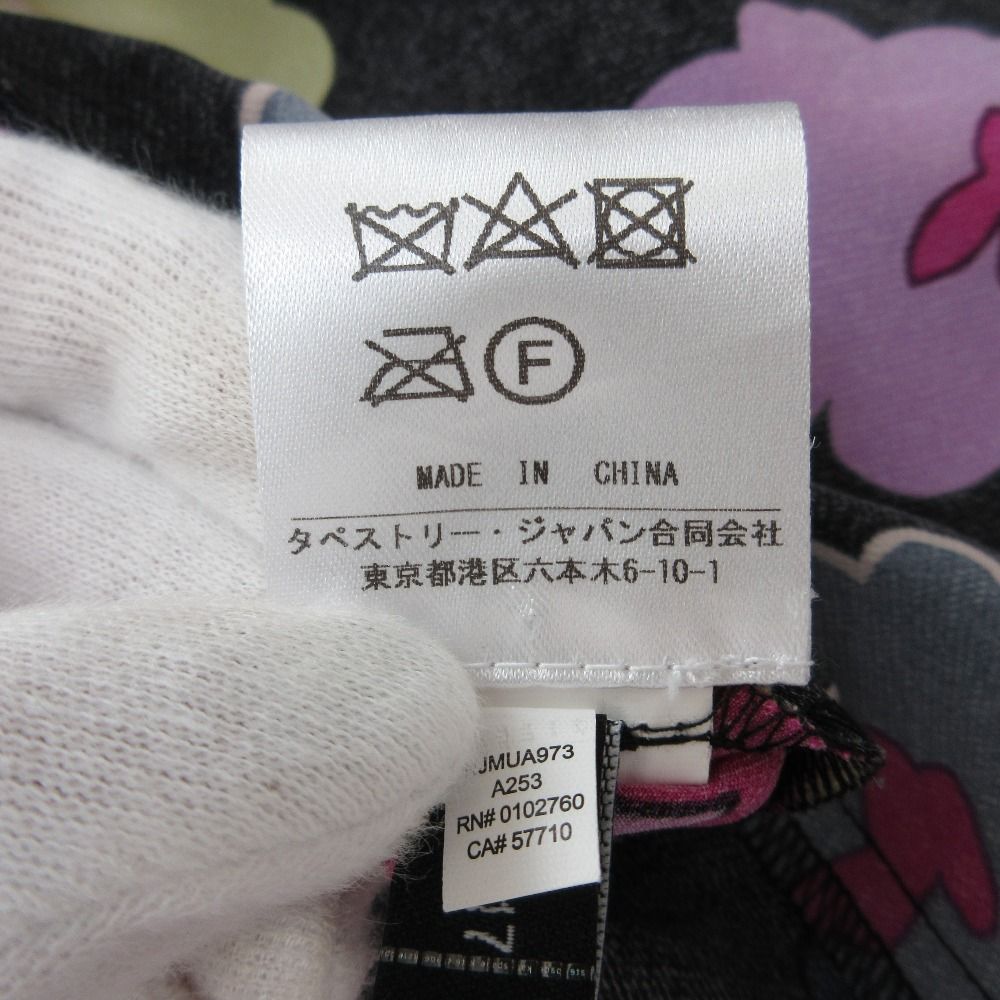 F
MADE IN CHINA
タペストリー・ジャパン合同会社
東京都港区六本木6-10-1
JMUA973
A253
RN# 0102760
CA# 57710